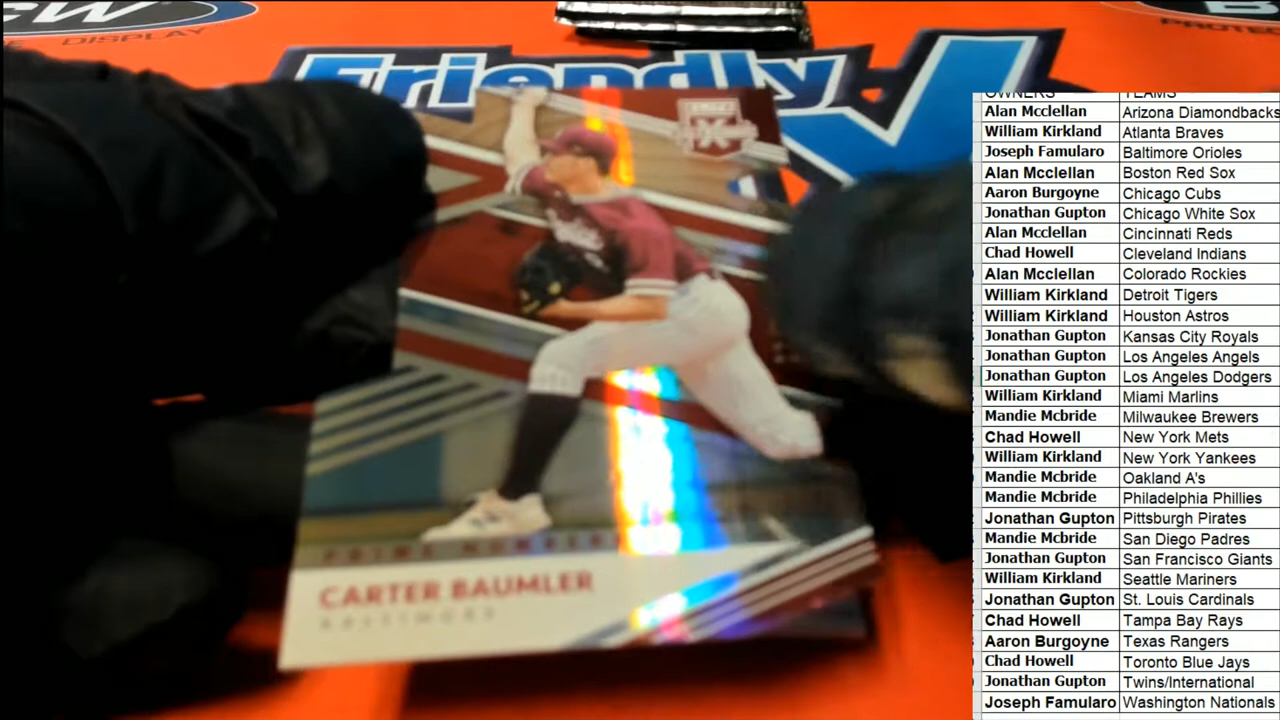 DISPLAY
PROTEC
Friendly
CARTER BAUMLER
BALTIMORE
OWNERS TEAMS
Alan Mcclellan Arizona Diamondbacks
William Kirkland Atlanta Braves
Joseph Famularo Baltimore Orioles
Alan Mcclellan Boston Red Sox
Aaron Burgoyne Chicago Cubs
Jonathan Gupton Chicago White Sox
Alan Mcclellan Cincinnati Reds
Chad Howell Cleveland Indians
Alan Mcclellan Colorado Rockies
William Kirkland Detroit Tigers
William Kirkland Houston Astros
Jonathan Gupton Kansas City Royals
Jonathan Gupton Los Angeles Angels
Jonathan Gupton Los Angeles Dodgers
William Kirkland Miami Marlins
Mandie Mcbride Milwaukee Brewers
Chad Howell New York Mets
William Kirkland New York Yankees
Mandie Mcbride Oakland A's
Mandie Mcbride Philadelphia Phillies
Jonathan Gupton Pittsburgh Pirates
Mandie Mcbride San Diego Padres
Jonathan Gupton San Francisco Giants
William Kirkland Seattle Mariners
Jonathan Gupton St. Louis Cardinals
Chad Howell Tampa Bay Rays
Aaron Burgoyne Texas Rangers
Chad Howell Toronto Blue Jays
Jonathan Gupton Twins/International
Joseph Famularo Washington Nationals